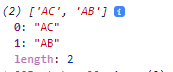 (2) ['AC', 'AB'] i
0: "AC"
1: "AB"
length: 2